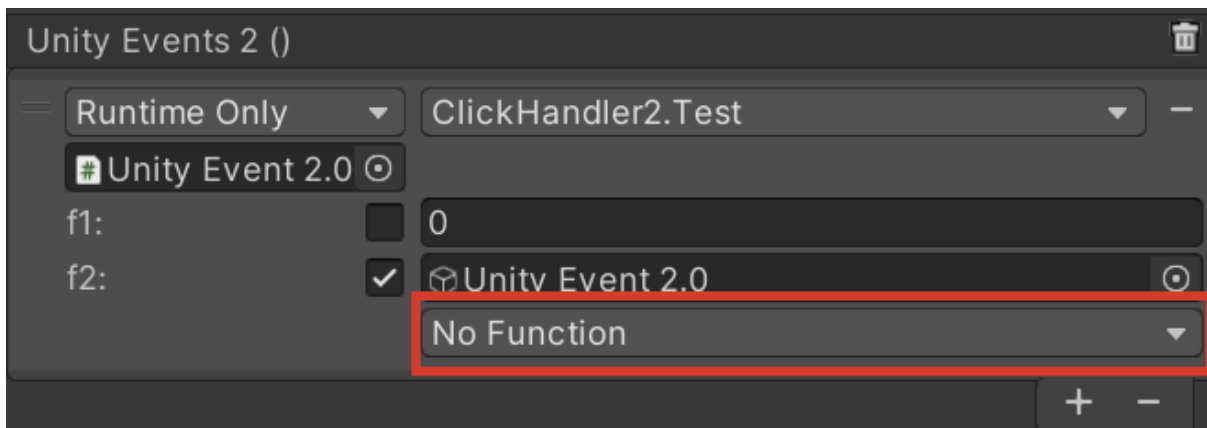 Unity Events 2 ()
Runtime Only ClickHandler2.Test
# Unity Event 2.0
f1: 0
f2: Unity Event 2.0
No Function